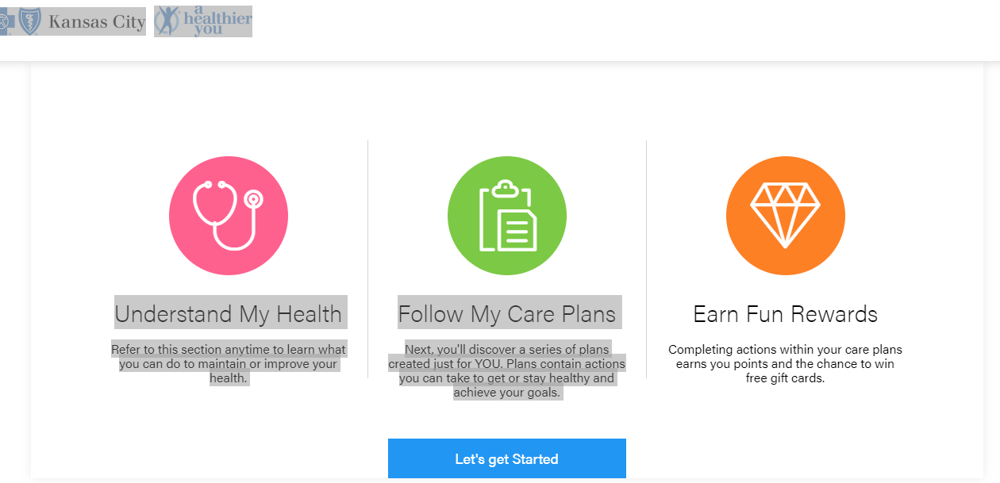 Kansas City
a
healthier
you
Understand My Health
Refer to this section anytime to learn what
you can do to maintain or improve your
health.
Follow My Care Plans
Next, you'll discover a series of plans
created just for YOU. Plans contain actions
you can take to get or stay healthy and
achieve your goals.
Earn Fun Rewards
Completing actions within your care plans
earns you points and the chance to win
free gift cards.
Let's get Started